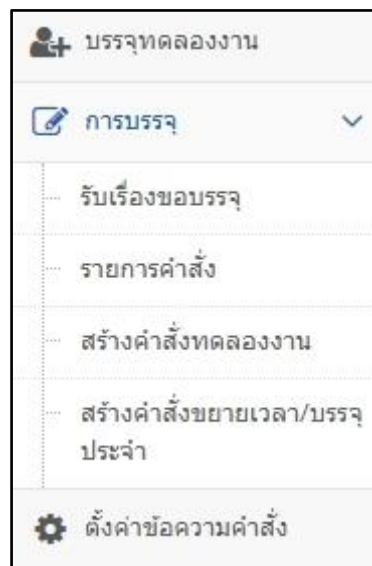 บรรจุทดลองงาน
การบรรจุ
รับเรื่องขอบรรจุ
รายการคำสั่ง
สร้างคำสั่งทดลองงาน
สร้างคำสั่งขยายเวลา/บรรจุ
ประจำ
ตั้งค่าข้อความคำสั่ง